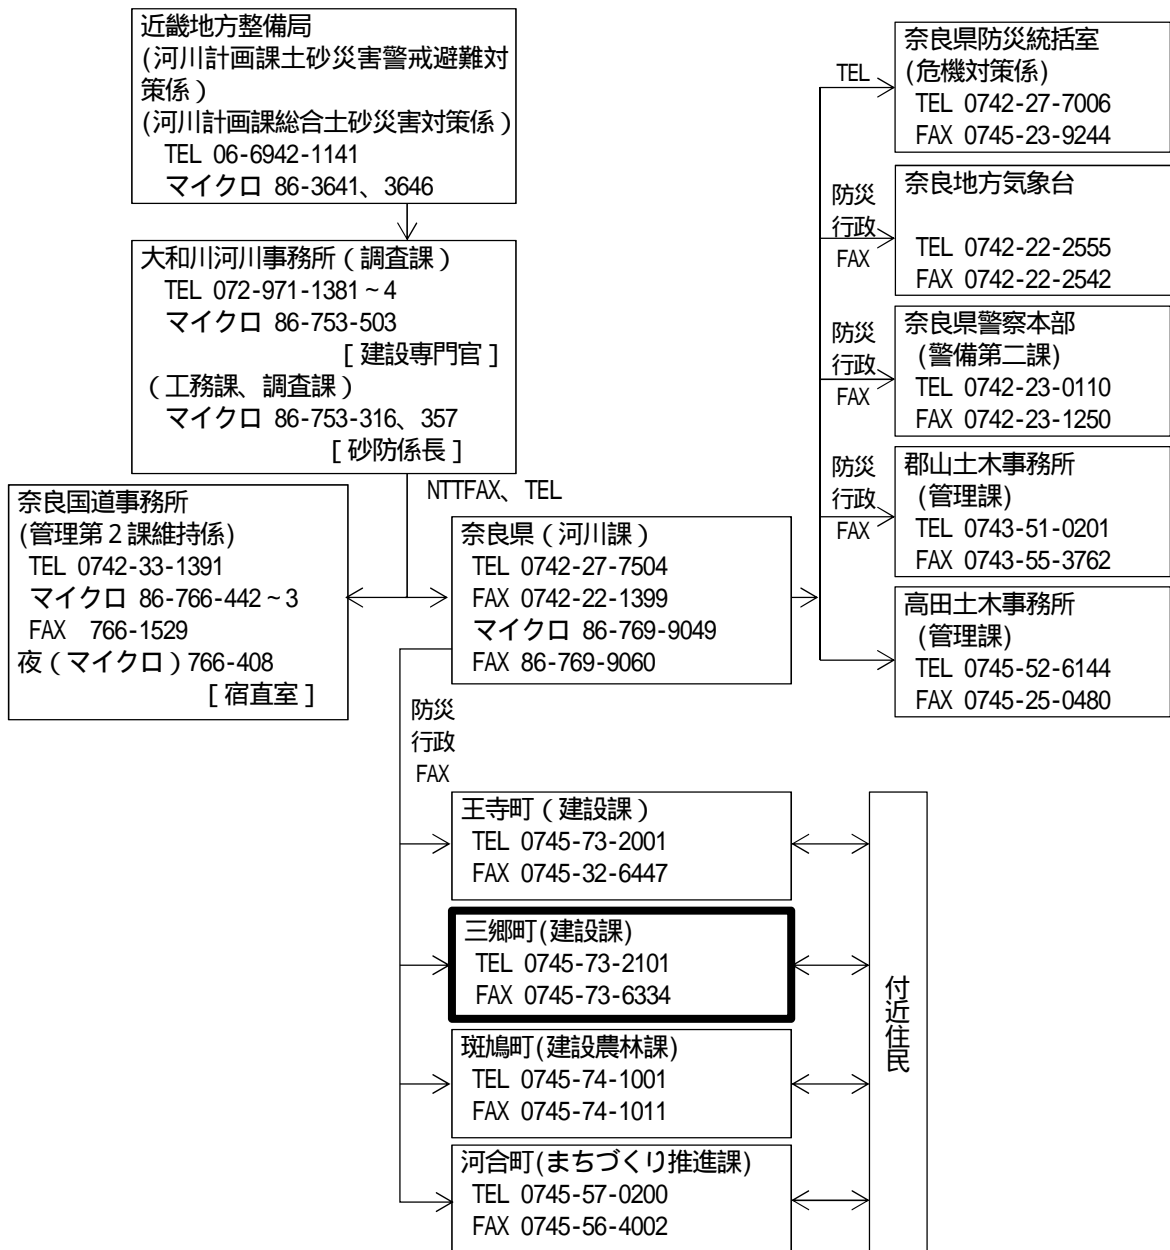 近畿地方整備局
(河川計画課土砂災害警戒避難対
策係）
(河川計画課総合土砂災害対策係）
TEL 06-6942-1141
マイクロ 86-3641、3646
大和川河川事務所（調査課）
TEL 072-971-1381～4
マイクロ 86-753-503
[建設専門官]
（工務課、調査課）
マイクロ 86-753-316、357
[砂防係長]
NTTFAX、TEL
奈良国道事務所
(管理第２課維持係)
TEL 0742-33-1391
マイクロ 86-766-442～3
FAX 766-1529
夜（マイクロ）766-408
[宿直室]
奈良県（河川課）
TEL 0742-27-7504
FAX 0742-22-1399
マイクロ 86-769-9049
FAX 86-769-9060
TEL
奈良県防災統括室
(危機対策係)
TEL 0742-27-7006
FAX 0745-23-9244
防災
行政
FAX
奈良地方気象台
TEL 0742-22-2555
FAX 0742-22-2542
防災
行政
FAX
奈良県警察本部
(警備第二課)
TEL 0742-23-0110
FAX 0742-23-1250
防災
行政
FAX
郡山土木事務所
(管理課)
TEL 0743-51-0201
FAX 0743-55-3762
高田土木事務所
(管理課)
TEL 0745-52-6144
FAX 0745-25-0480
防災
行政
FAX
王寺町（建設課）
TEL 0745-73-2001
FAX 0745-32-6447
三郷町(建設課)
TEL 0745-73-2101
FAX 0745-73-6334
斑鳩町(建設農林課)
TEL 0745-74-1001
FAX 0745-74-1011
河合町(まちづくり推進課)
TEL 0745-57-0200
FAX 0745-56-4002
付近住民